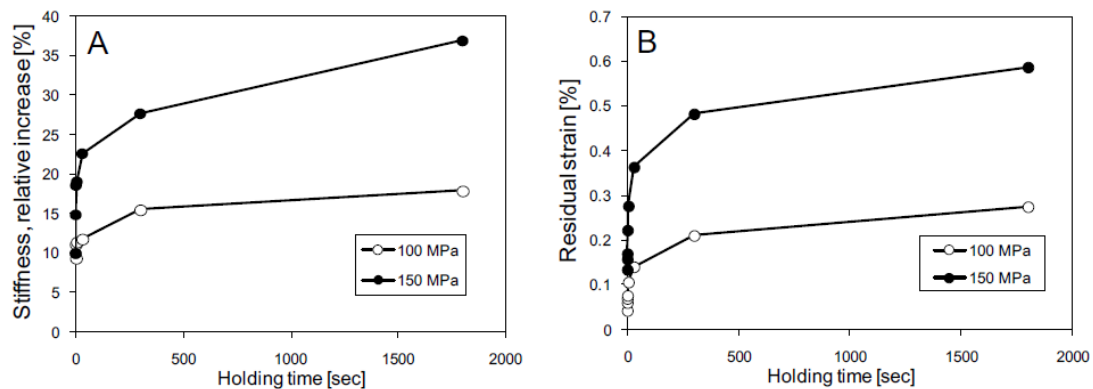 A
Stiffness, relative increase [%]
40
35
30
25
20
15
10
5
0
0
500
1000
1500
2000
Holding time [sec]
100 MPa
150 MPa
B
Residual strain [%]
0.7
0.6
0.5
0.4
0.3
0.2
0.1
0
0
500
1000
1500
2000
Holding time [sec]
100 MPa
150 MPa